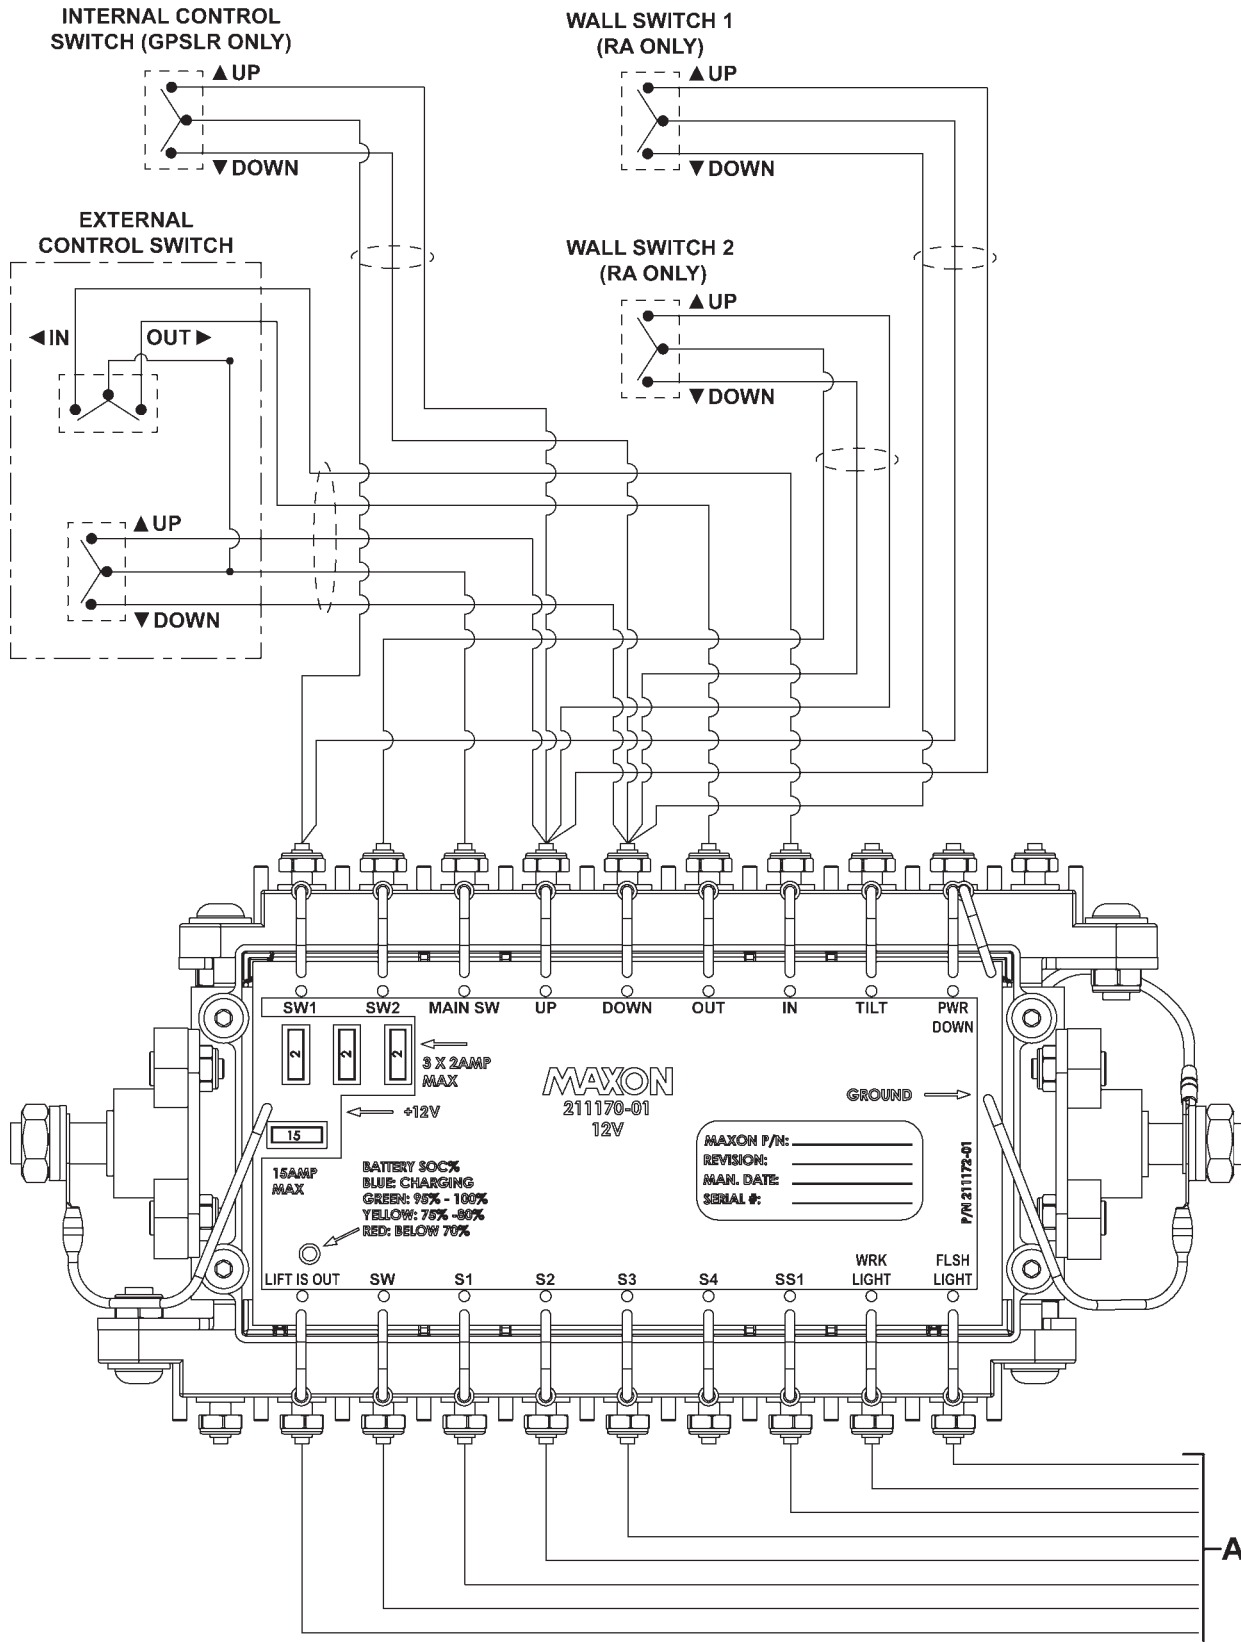 INTERNAL CONTROL
SWITCH (GPSLR ONLY)
▲UP
▼DOWN
WALL SWITCH 1
(RA ONLY)
▲UP
▼DOWN
EXTERNAL
CONTROL SWITCH
◄IN
OUT►
▲UP
▼DOWN
WALL SWITCH 2
(RA ONLY)
▲UP
▼DOWN
SW1
SW2
MAIN SW
UP
DOWN
OUT
IN
TILT
PWR
DOWN
2
2
2
3 X 2AMP
MAX
+12V
15
15AMP
MAX
MAXON
211170-01
12V
GROUND
MAXON P/N:
REVISION:
MAN. DATE:
SERIAL #:
P/N 211172-01
BATTERY SOC%
BLUE: CHARGING
GREEN: 95% - 100%
YELLOW: 75% -80%
RED: BELOW 70%
LIFT IS OUT
SW
S1
S2
S3
S4
SS1
WRK
LIGHT
FLSH
LIGHT
A